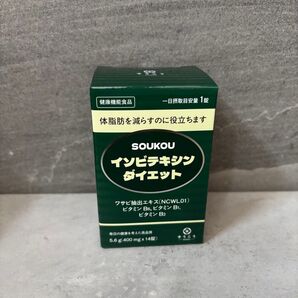 健康機能食品
一日摂取目安量 1錠
体脂肪を減らすのに役立ちます
SOUKOU
イソビテキシン
ダイエット
ワサビ抽出エキス(NCWL01)
ビタミンB₆, ビタミンB₁,
ビタミンB₂
5.6g(400mg×14錠)